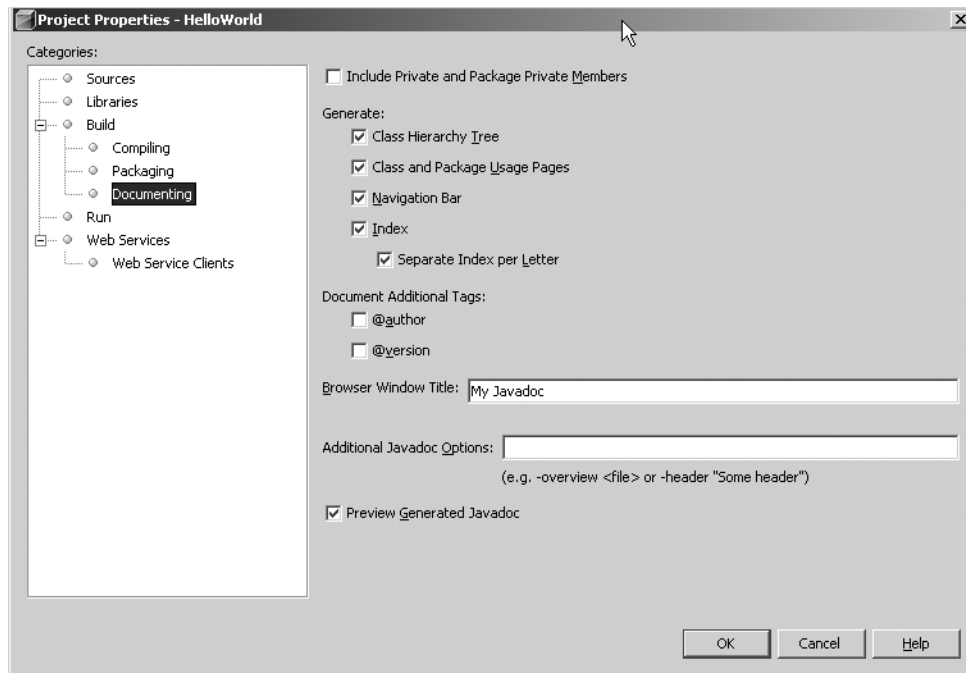 Project Properties - HelloWorld
Categories:
Sources
Libraries
Build
Compiling
Packaging
Documenting
Run
Web Services
Web Service Clients
Include Private and Package Private Members
Generate:
Class Hierarchy Tree
Class and Package Usage Pages
Navigation Bar
Index
Separate Index per Letter
Document Additional Tags:
@author
@version
Browser Window Title: My Javadoc
Additional Javadoc Options:
(e.g. -overview <file> or -header "Some header")
Preview Generated Javadoc
OK Cancel Help